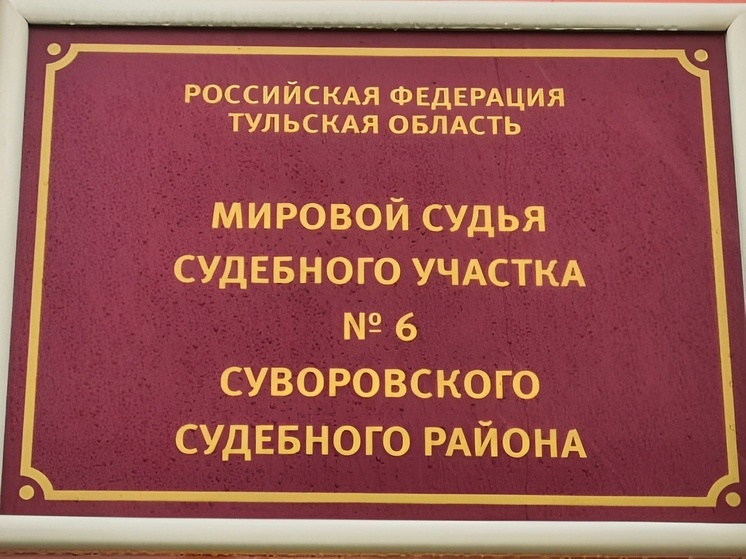 РОССИЙСКАЯ ФЕДЕРАЦИЯ
ТУЛЬСКАЯ ОБЛАСТЬ
МИРОВОЙ СУДЬЯ
СУДЕБНОГО УЧАСТКА
№ 6
СУВОРОВСКОГО
СУДЕБНОГО РАЙОНА